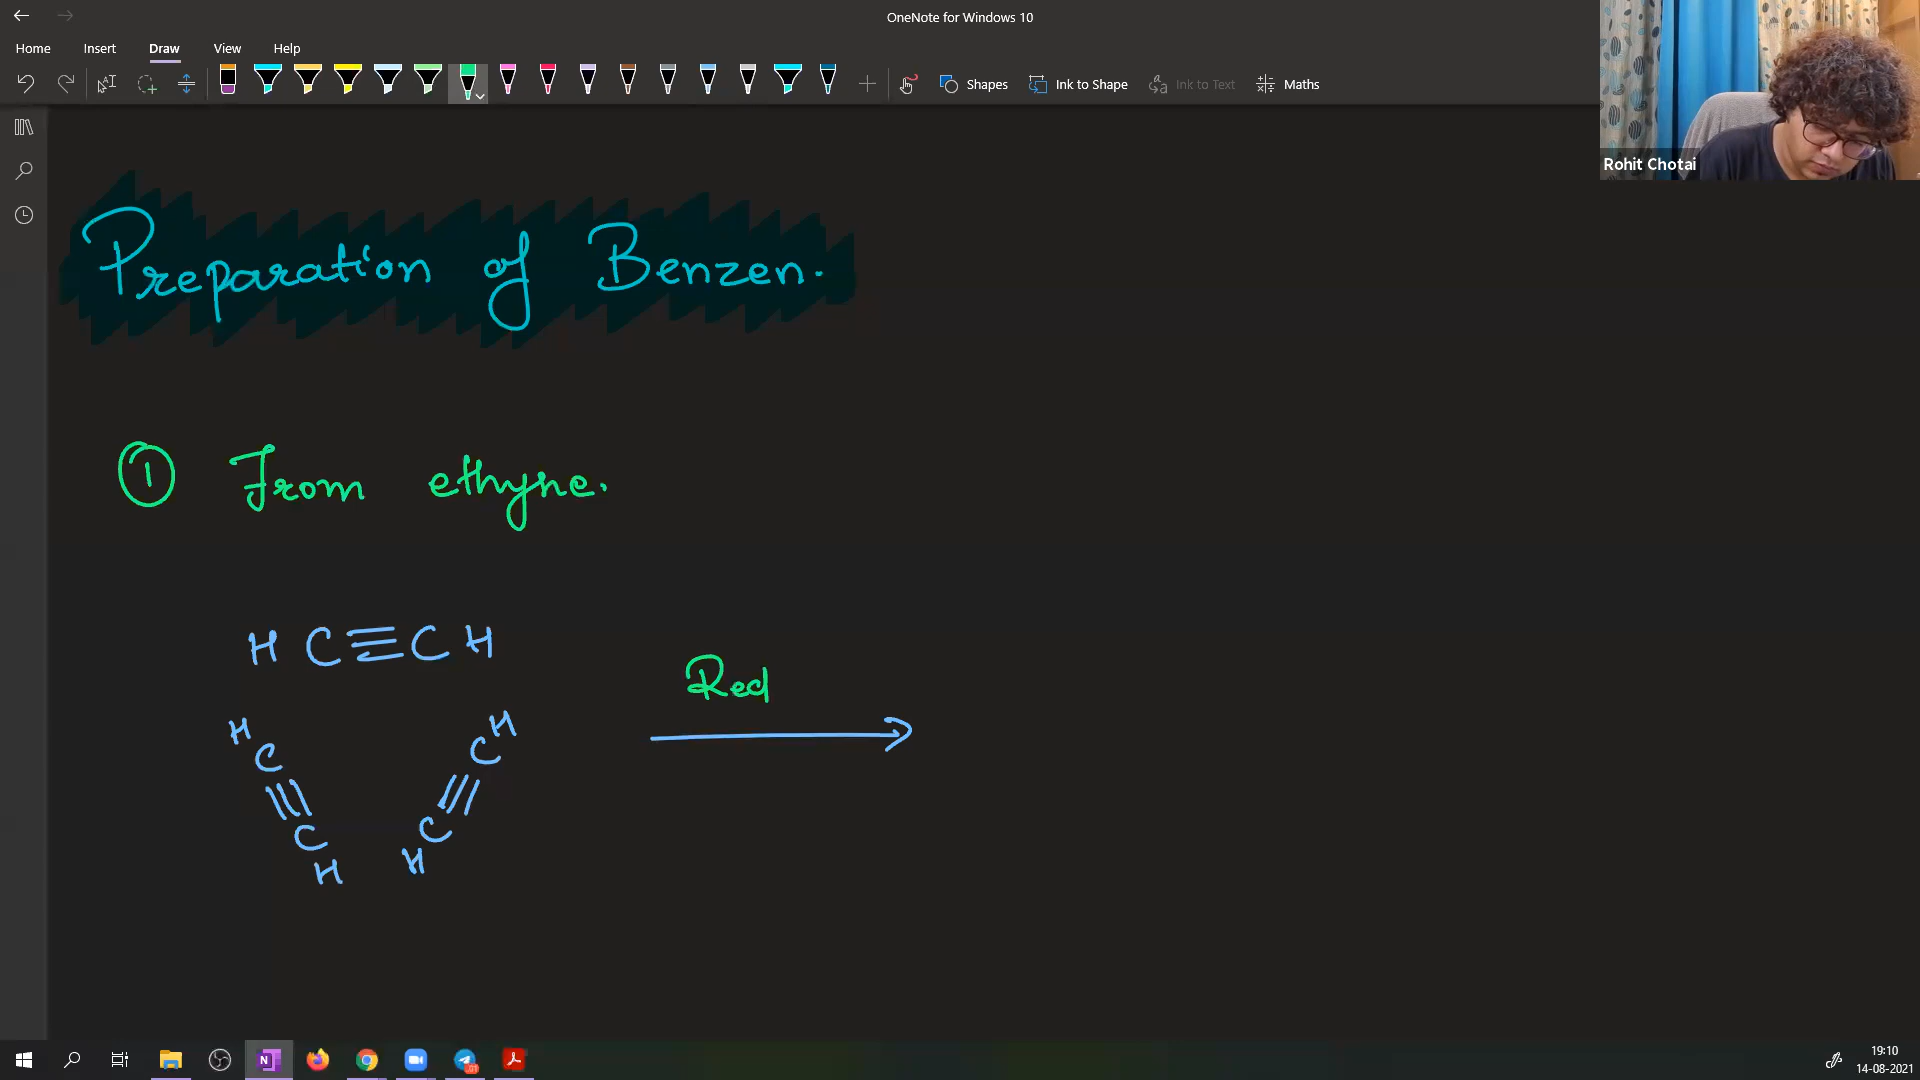 OneNote for Windows 10
Home Insert Draw View Help
Shapes Ink to Shape Ink to Text Maths
Rohit Chotai
Preparation of Benzen.
1 From ethyne.
H C≡C H
Red
H H
C C
≡ ≡
C C
H H
19:10
14-08-2021